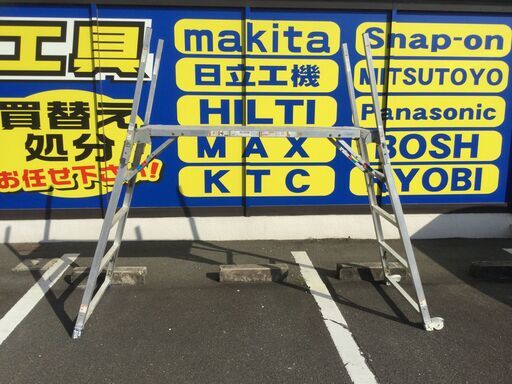 工具
買替え
処分
お任せ下さい!
makita
日立工機
HILTI
MAX
KTC
Snap-on
MITSUTOYO
Panasonic
BOSH
RYOBI